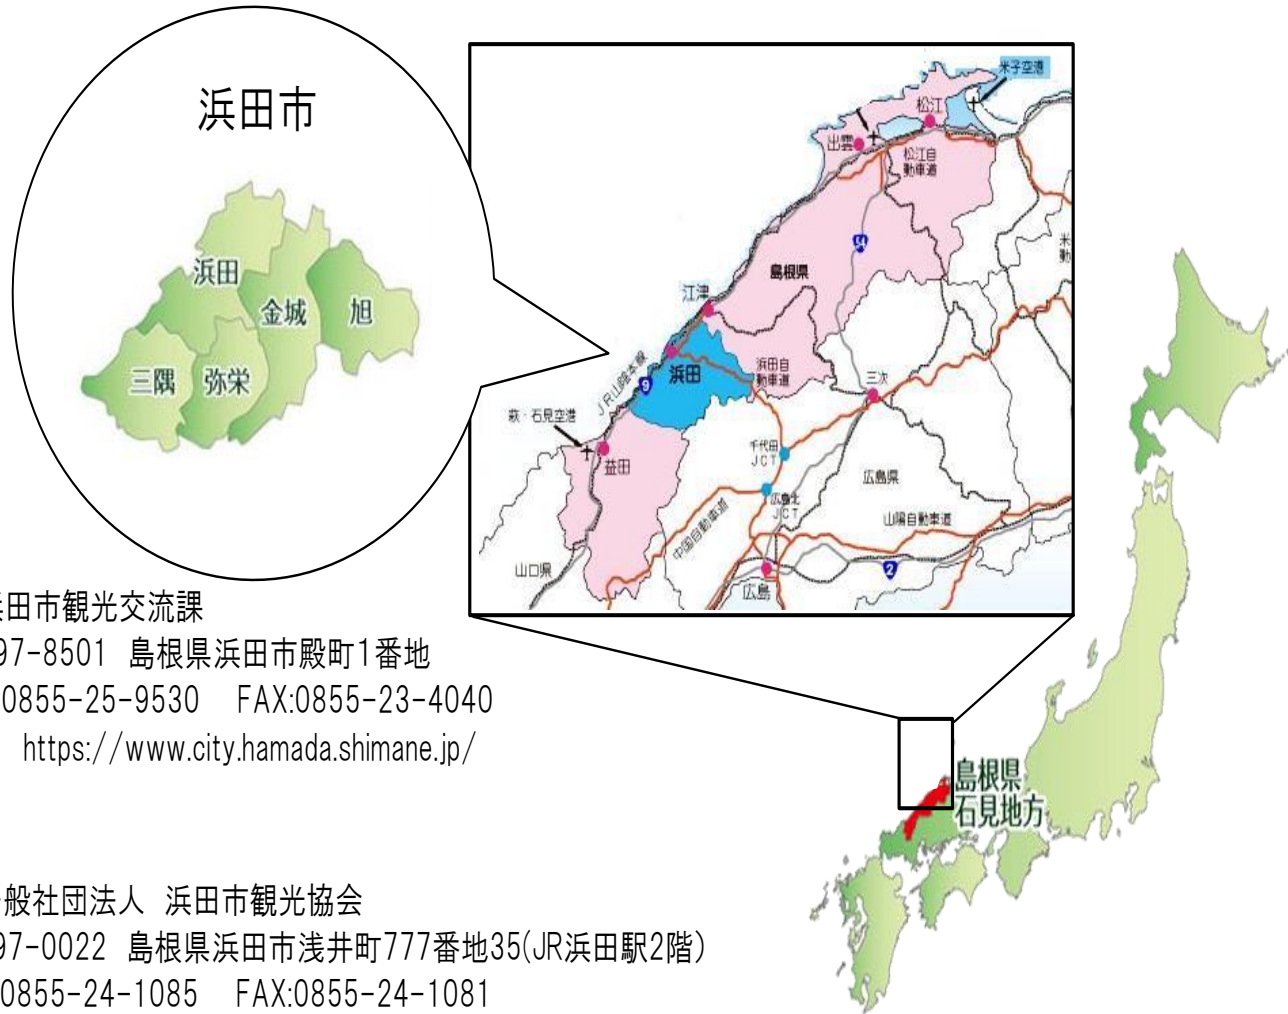 浜田市
浜田
金城
旭
三隅
弥栄
米子空港
松江
出雲
松江自
動車道
54
米
動
島根県
江津
浜田
浜田自
動車道
JR山陰本線
9
三次
萩・石見空港
益田
千代田
JCT
広島県
広島北
JCT
山陽自動車道
中国自動車道
山口県
広島
2
田市観光交流課
97-8501 島根県浜田市殿町1番地
0855-25-9530 FAX:0855-23-4040
https://www.city.hamada.shimane.jp/
島根県
石見地方
般社団法人 浜田市観光協会
97-0022 島根県浜田市浅井町777番地35(JR浜田駅2階)
0855-24-1085 FAX:0855-24-1081